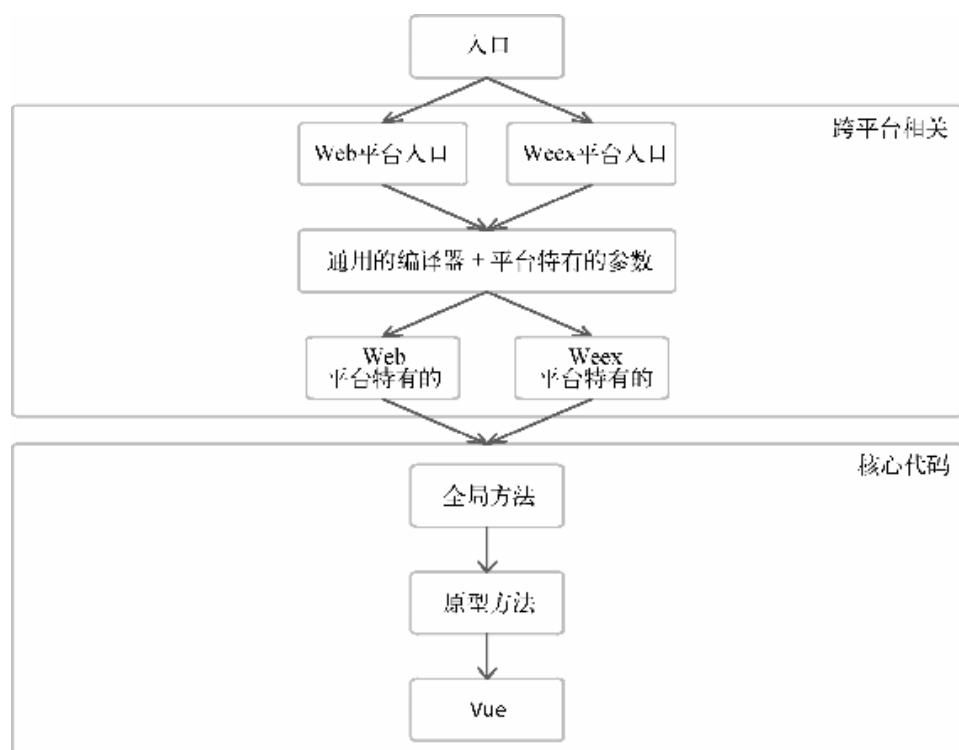 入口
跨平台相关
Web平台入口
Weex平台入口
通用的编译器 + 平台特有的参数
Web
平台特有的
Weex
平台特有的
核心代码
全局方法
原型方法
Vue